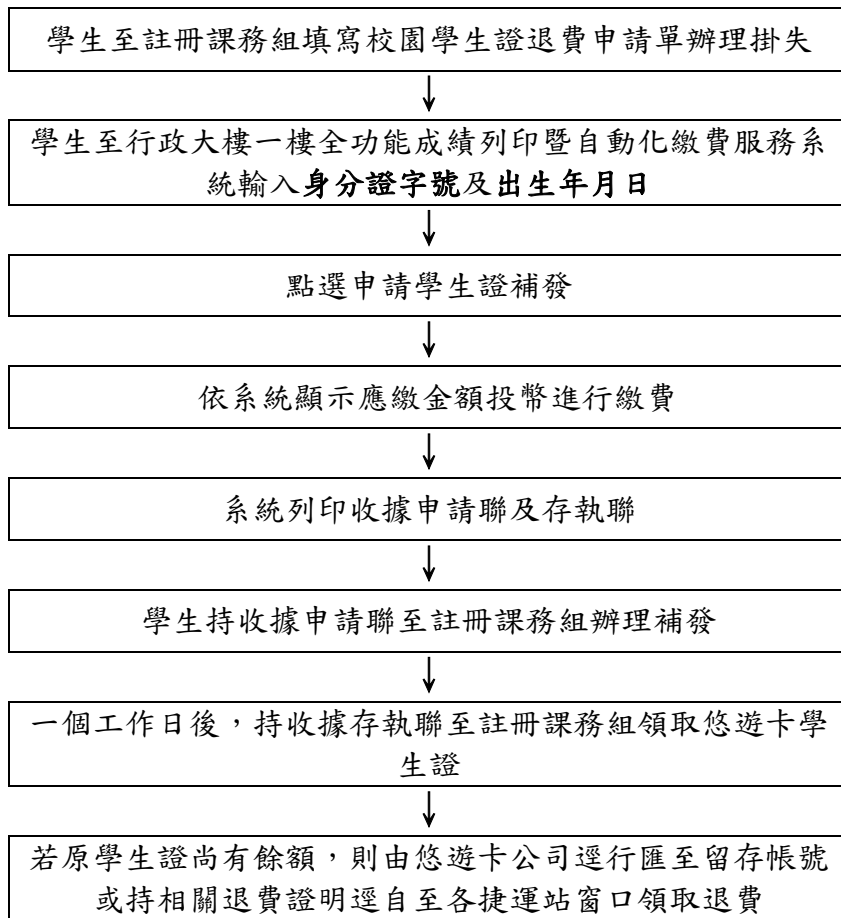 學生至註冊課務組填寫校園學生證退費申請單辦理掛失
學生至行政大樓一樓全功能成績列印暨自動化繳費服務系
統輸入身分證字號及出生年月日
點選申請學生證補發
依系統顯示應繳金額投幣進行繳費
系統列印收據申請聯及存執聯
學生持收據申請聯至註冊課務組辦理補發
一個工作日後，持收據存執聯至註冊課務組領取悠遊卡學
生證
若原學生證尚有餘額，則由悠遊卡公司逕行匯至留存帳號
或持相關退費證明逕自至各捷運站窗口領取退費